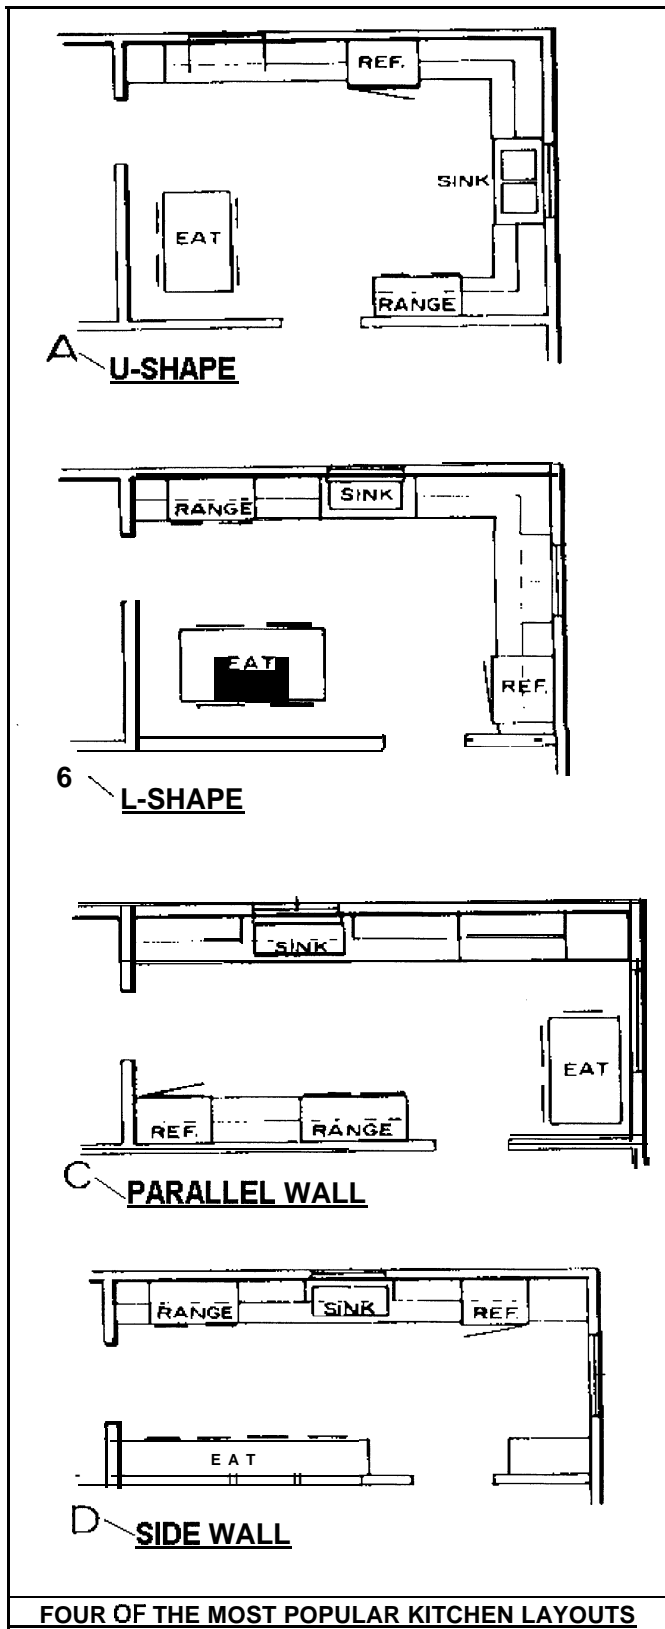 REF.
SINK
EAT
RANGE
A
U-SHAPE
RANGE
SINK
EAT
REF.
6
L-SHAPE
SINK
EAT
REF.
RANGE
C
PARALLEL WALL
RANGE
SINK
REF.
EAT
D
SIDE WALL
FOUR OF THE MOST POPULAR KITCHEN LAYOUTS